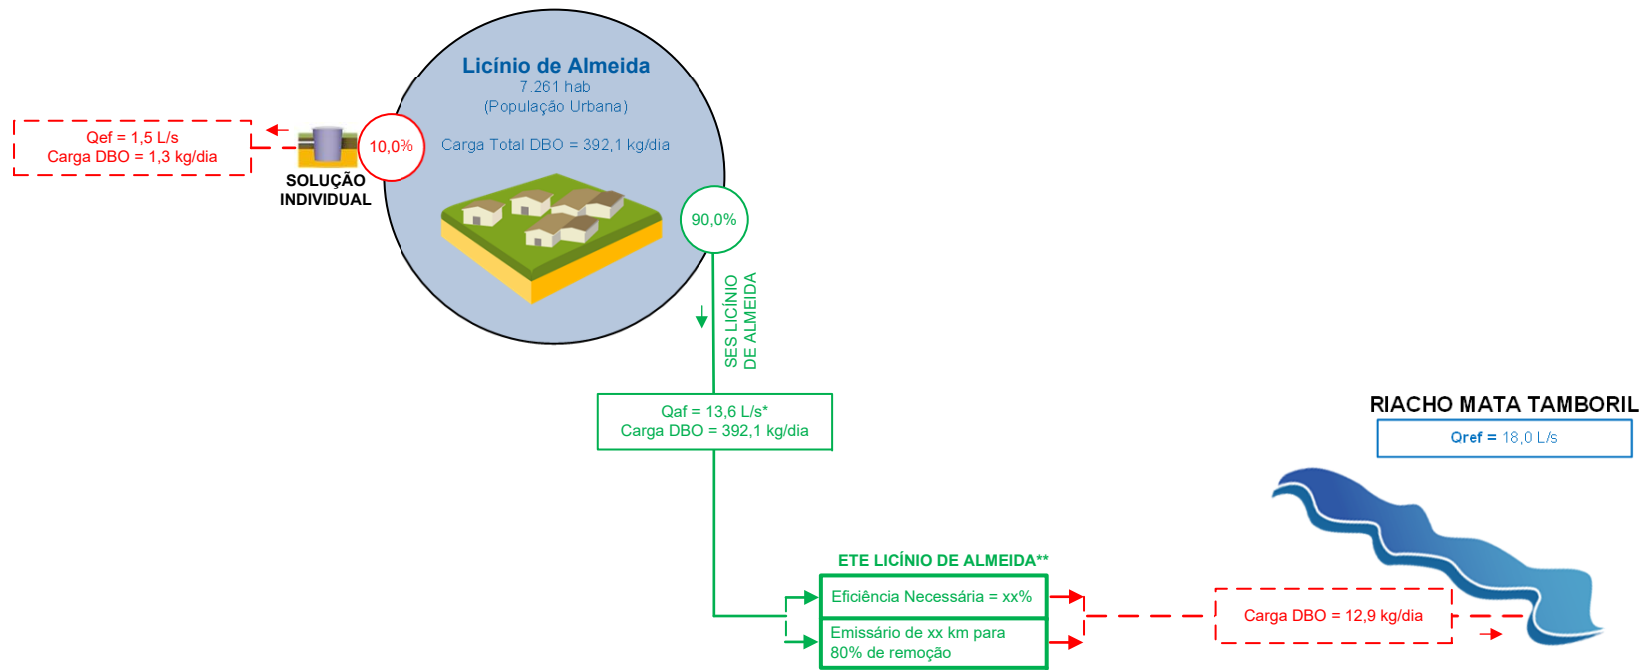 Licínio de Almeida
7.261 hab
(População Urbana)
Carga Total DBO = 392,1 kg/dia
Qef = 1,5 L/s
Carga DBO = 1,3 kg/dia
10,0%
SOLUÇÃO
INDIVIDUAL
90,0%
SES LICÍNIO
DE ALMEIDA
Qaf = 13,6 L/s*
Carga DBO = 392,1 kg/dia
RIACHO MATA TAMBORIL
Qref = 18,0 L/s
ETE LICÍNIO DE ALMEIDA**
Eficiência Necessária = xx%
Emissário de xx km para
80% de remoção
Carga DBO = 12,9 kg/dia